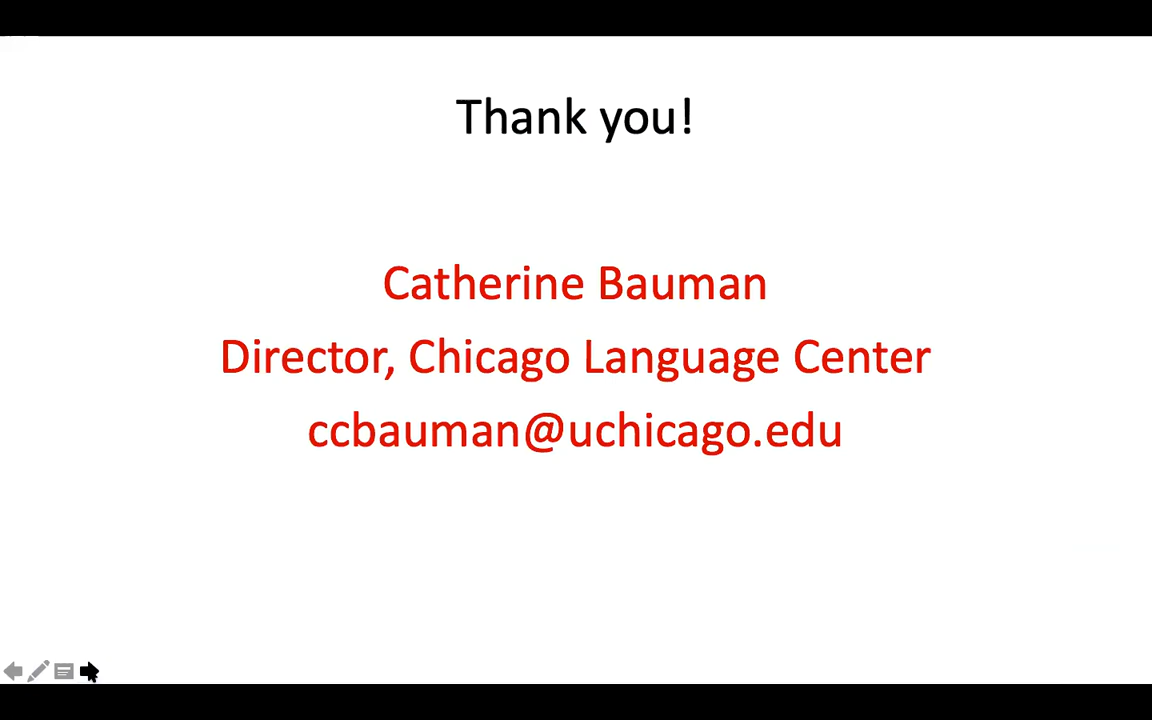 Thank you!
Catherine Bauman
Director, Chicago Language Center
ccbauman@uchicago.edu